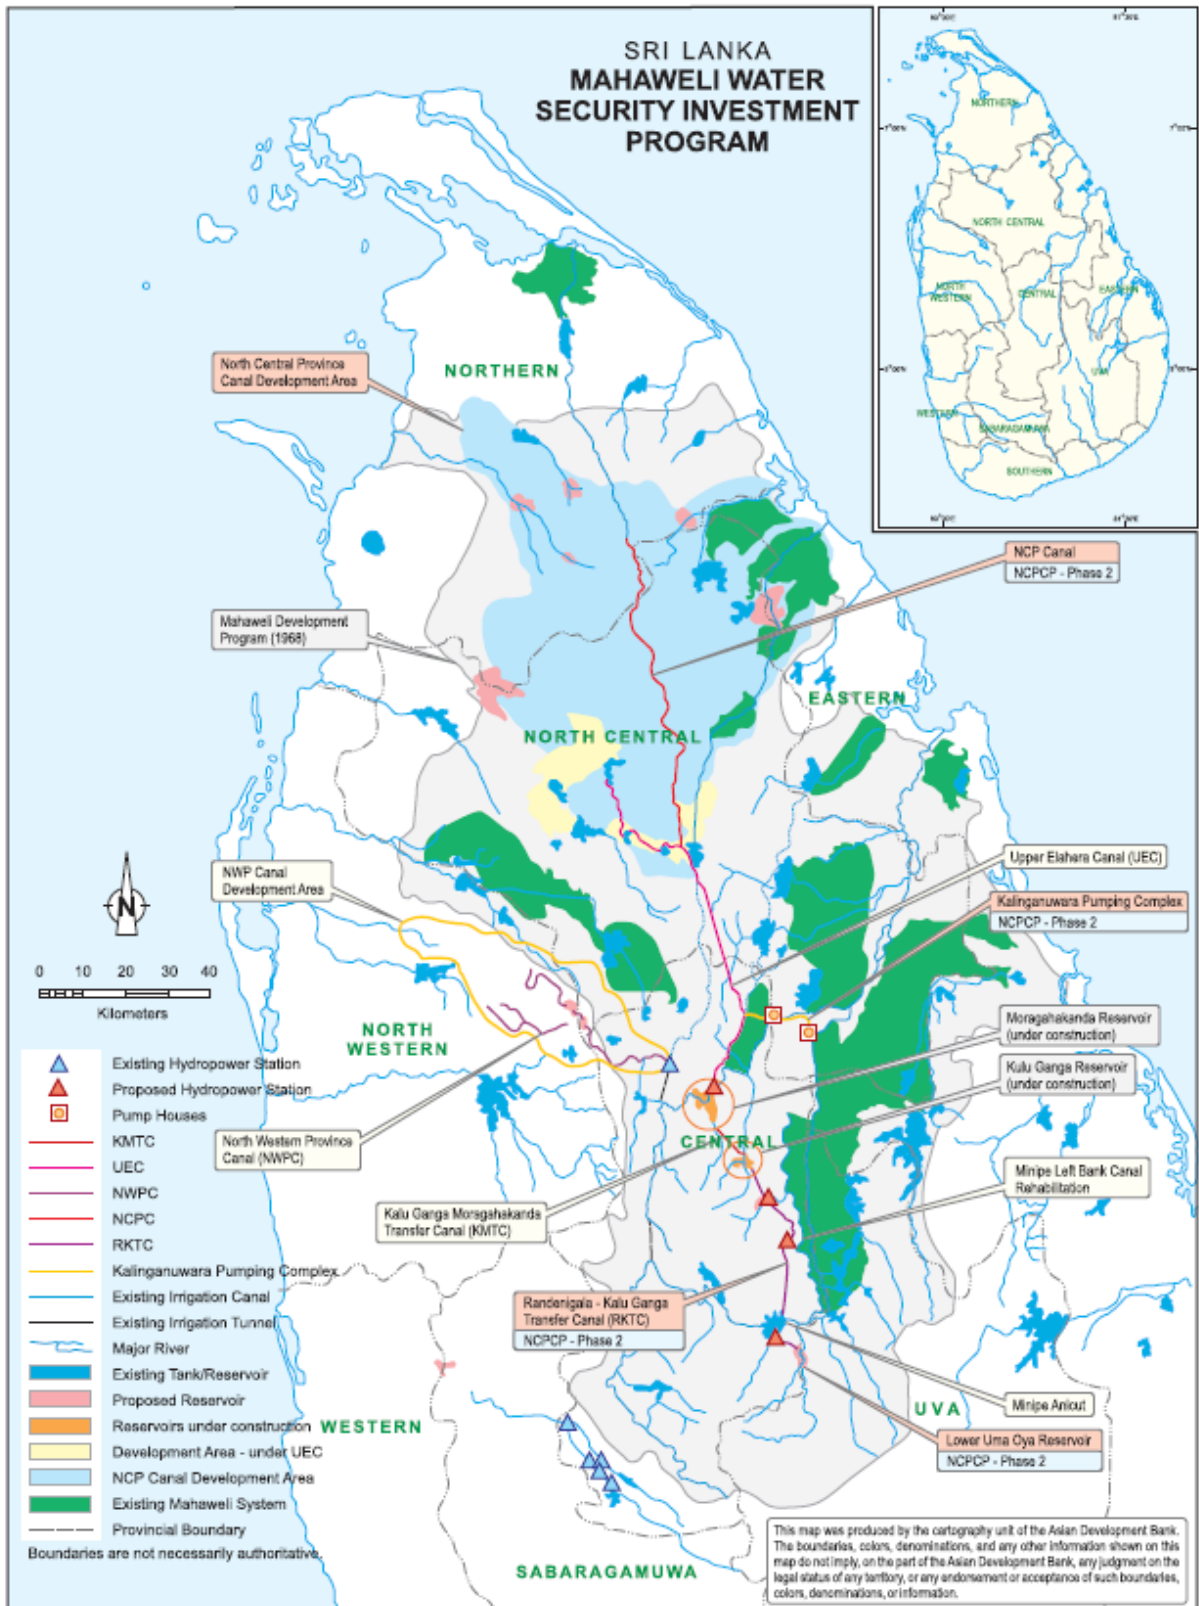 SRI LANKA
MAHAWELI WATER
SECURITY INVESTMENT
PROGRAM
NORTHERN
NORTH CENTRAL
NORTH
WESTERN
CENTRAL
EASTERN
UVA
WESTERN
SABARAGAMUWA
SOUTHERN
North Central Province
Canal Development Area
NORTHERN
NCP Canal
NCPCP - Phase 2
Mahaweli Development
Program (1968)
EASTERN
NORTH CENTRAL
Upper Elahera Canal (UEC)
NWP Canal
Development Area
Kalinganuwara Pumping Complex
NCPCP - Phase 2
N
0 10 20 30 40
Kilometers
Moragahakanda Reservoir
(under construction)
NORTH
WESTERN
Kulu Ganga Reservoir
(under construction)
North Western Province
Canal (NWPC)
CENTRAL
Minipe Left Bank Canal
Rehabilitation
Kalu Ganga Moragahakanda
Transfer Canal (KMTC)
Randenigala - Kalu Ganga
Transfer Canal (RKTC)
NCPCP - Phase 2
Minipe Anicut
UVA
WESTERN
Lower Uma Oya Reservoir
NCPCP - Phase 2
SABARAGAMUWA
Existing Hydropower Station
Proposed Hydropower Station
Pump Houses
KMTC
UEC
NWPC
NCPC
RKTC
Kalinganuwara Pumping Complex
Existing Irrigation Canal
Existing Irrigation Tunnel
Major River
Existing Tank/Reservoir
Proposed Reservoir
Reservoirs under construction
Development Area - under UEC
NCP Canal Development Area
Existing Mahaweli System
Provincial Boundary
Boundaries are not necessarily authoritative.
This map was produced by the cartography unit of the Asian Development Bank.
The boundaries, colors, denominations, and any other information shown on this
map do not imply, on the part of the Asian Development Bank, any judgment on the
legal status of any territory, or any endorsement or acceptance of such boundaries,
colors, denominations, or information.